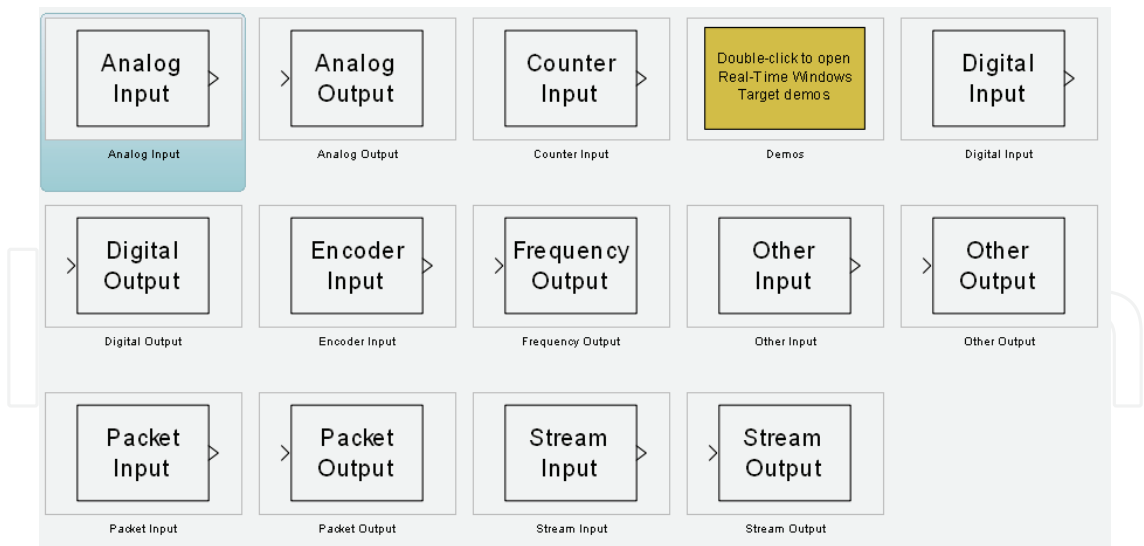 Analog Input
Analog Output
Counter Input
Double-click to open
Real-Time Windows
Target demos
Digital Input
Analog Input
Analog Output
Counter Input
Demos
Digital Input
Digital Output
Encoder Input
Frequency Output
Other Input
Other Output
Digital Output
Encoder Input
Frequency Output
Other Input
Other Output
Packet Input
Packet Output
Stream Input
Stream Output
Packet Input
Packet Output
Stream Input
Stream Output